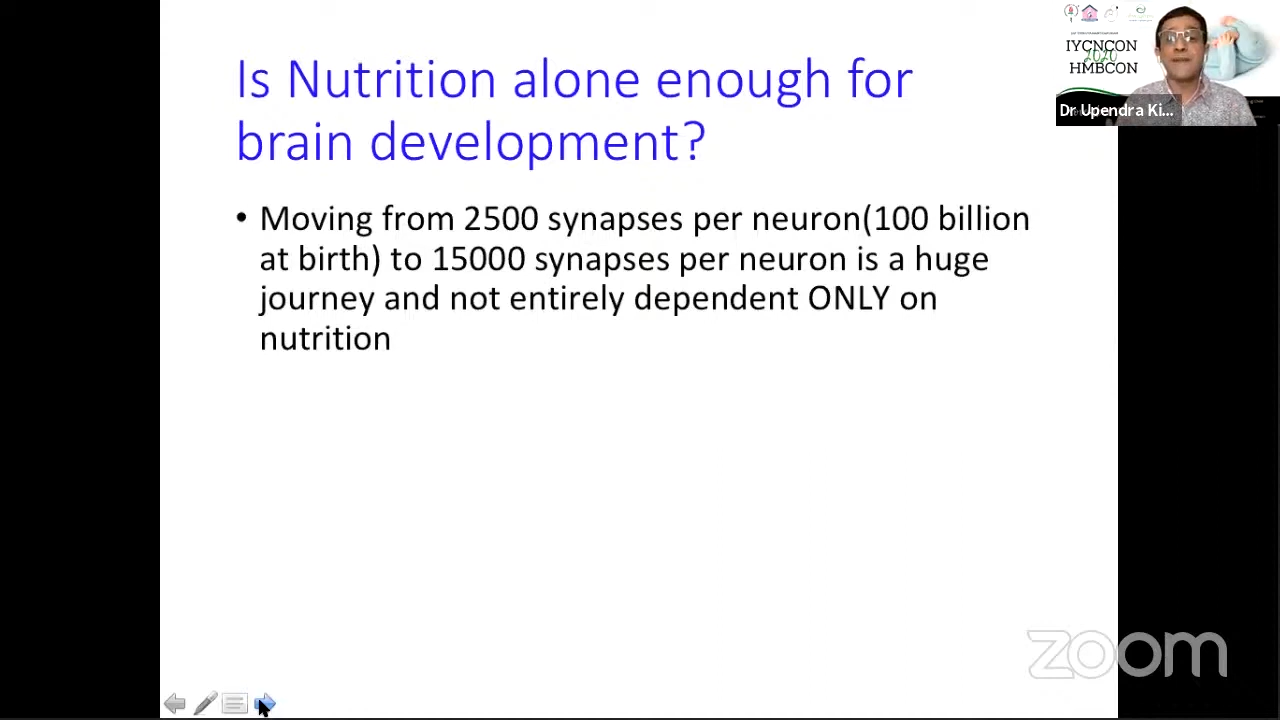 Is Nutrition alone enough for
brain development?
• Moving from 2500 synapses per neuron(100 billion
at birth) to 15000 synapses per neuron is a huge
journey and not entirely dependent ONLY on
nutrition
IYCNCON
2020
HMBCON
Dr Upendra Ki...
zoom